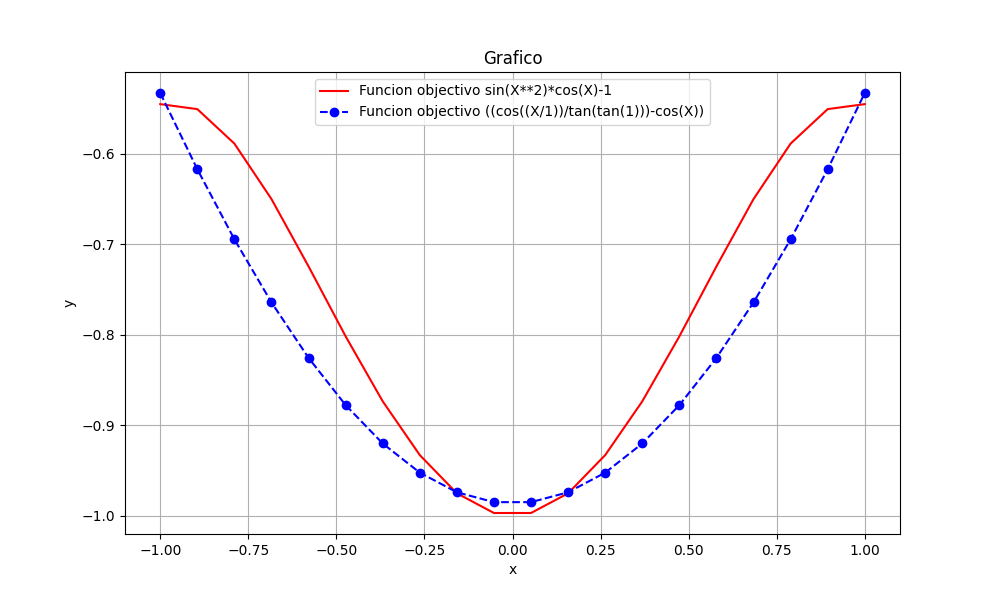 Grafico
Funcion objectivo sin(X**2)*cos(X)-1
Funcion objectivo ((cos((X/1))/tan(tan(1)))-cos(X))
y
−0.6
−0.7
−0.8
−0.9
−1.0
−1.00 −0.75 −0.50 −0.25 0.00 0.25 0.50 0.75 1.00
x